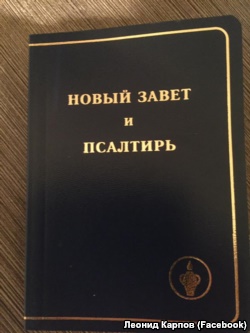 НОВЫЙ ЗАВЕТ
и
ПСАЛТИРЬ
Леонид Карпов (Facebook)